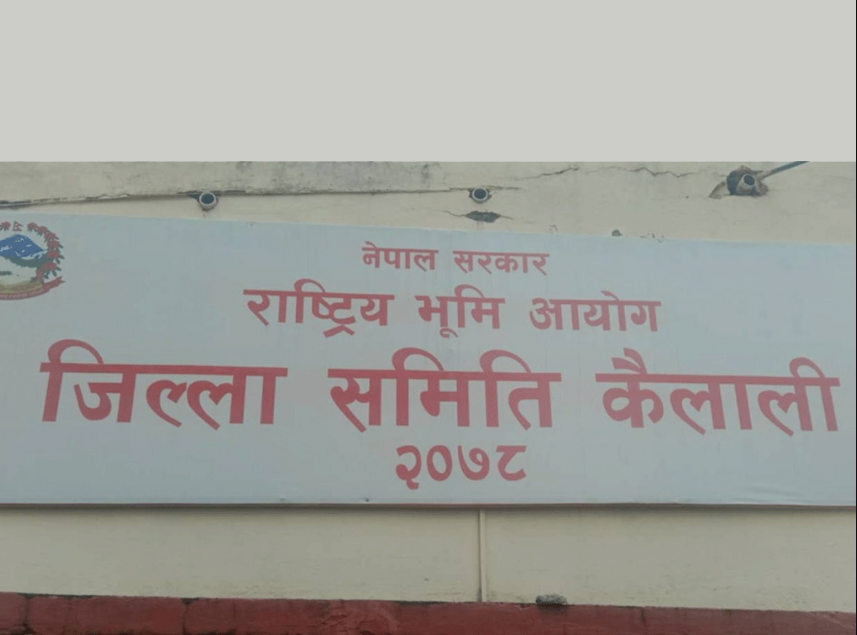 नेपाल सरकार
राष्ट्रिय भूमि आयोग
जिल्ला समिति कैलाली
२०७८